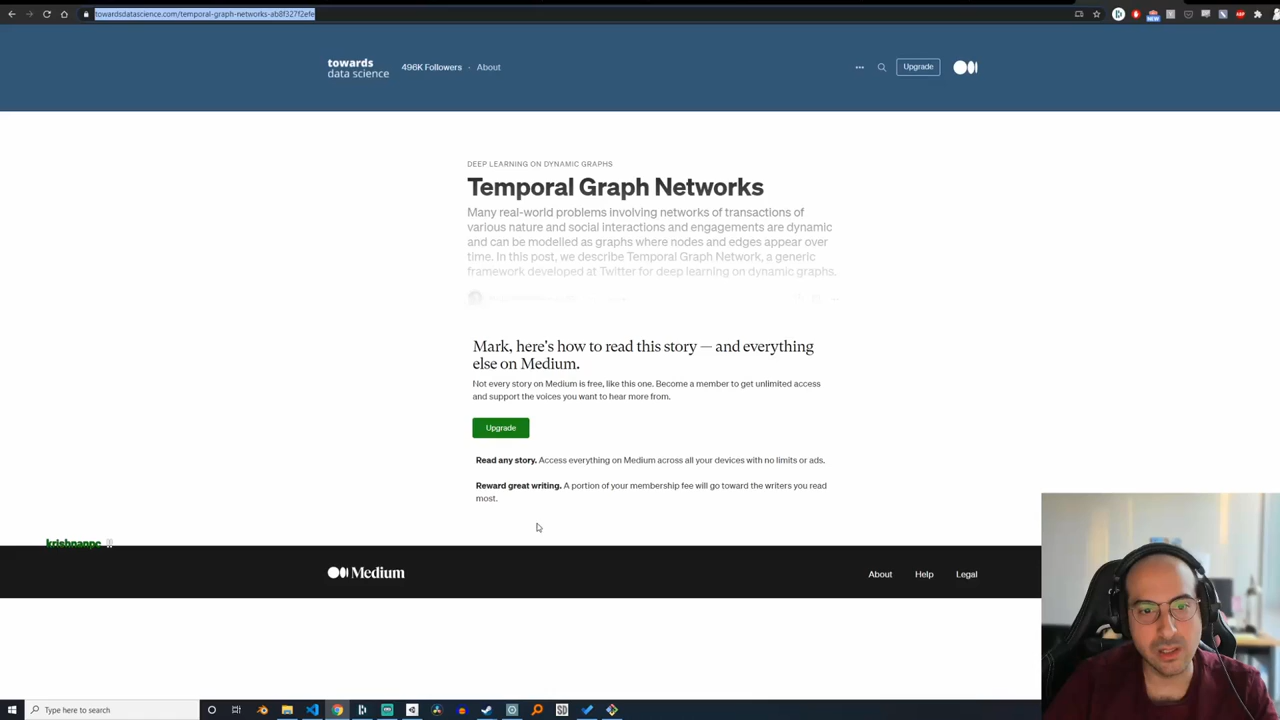 towardsdatascience.com/temporal-graph-networks-ab8f327f2efe
towards
data science
496K Followers · About
Upgrade
DEEP LEARNING ON DYNAMIC GRAPHS
Temporal Graph Networks
Many real-world problems involving networks of transactions of
various nature and social interactions and engagements are dynamic
and can be modelled as graphs where nodes and edges appear over
time. In this post, we describe Temporal Graph Network, a generic
framework developed at Twitter for deep learning on dynamic graphs.
Mark, here's how to read this story — and everything
else on Medium.
Not every story on Medium is free, like this one. Become a member to get unlimited access
and support the voices you want to hear more from.
Upgrade
Read any story. Access everything on Medium across all your devices with no limits or ads.
Reward great writing. A portion of your membership fee will go toward the writers you read
most.
krishnanpc
Medium
About Help Legal
Type here to search